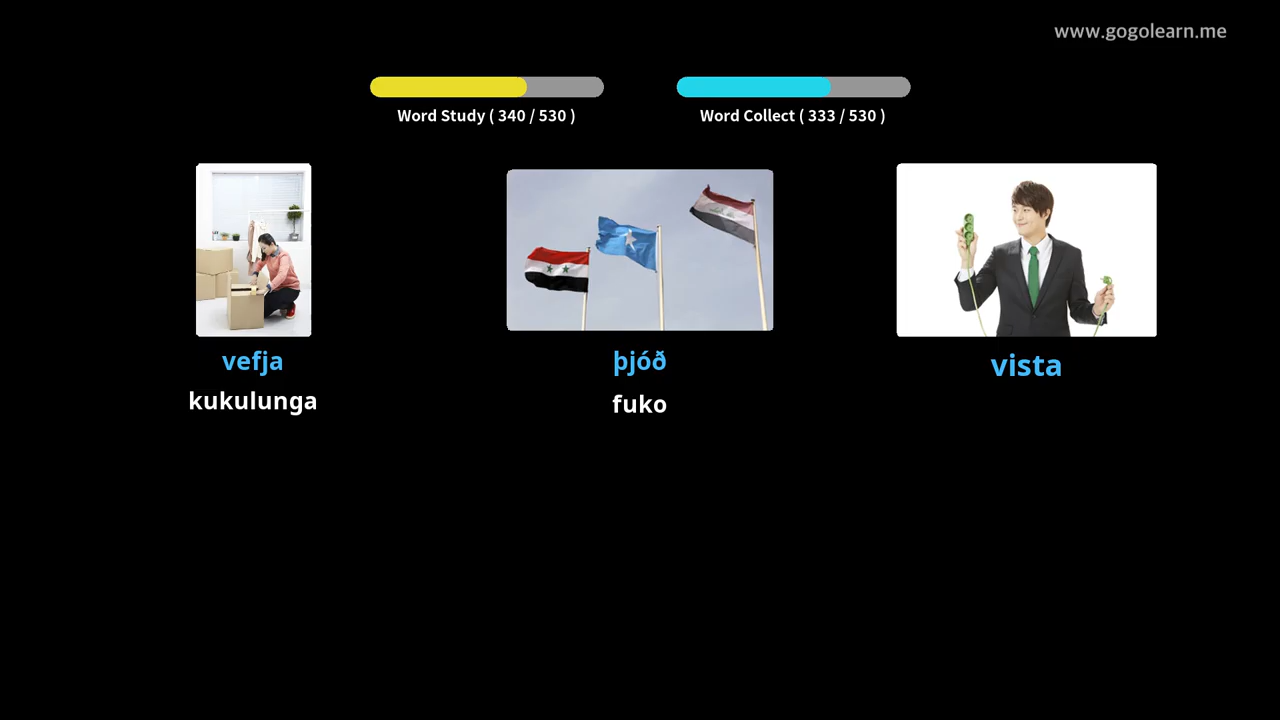 www.gogolearn.me
Word Study ( 340 / 530 )
Word Collect ( 333 / 530 )
vefja
þjóð
vista
kukulunga
fuko